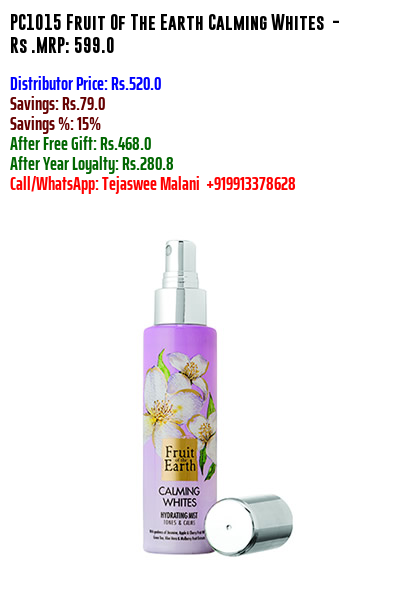 PC1015 Fruit Of The Earth Calming Whites -
Rs .MRP: 599.0
Distributor Price: Rs.520.0
Savings: Rs.79.0
Savings %: 15%
After Free Gift: Rs.468.0
After Year Loyalty: Rs.280.8
Call/WhatsApp: Tejaswee Malani +919913378628
Fruit
of the
Earth
CALMING
WHITES
HYDRATING MIST
TONES & CALMS